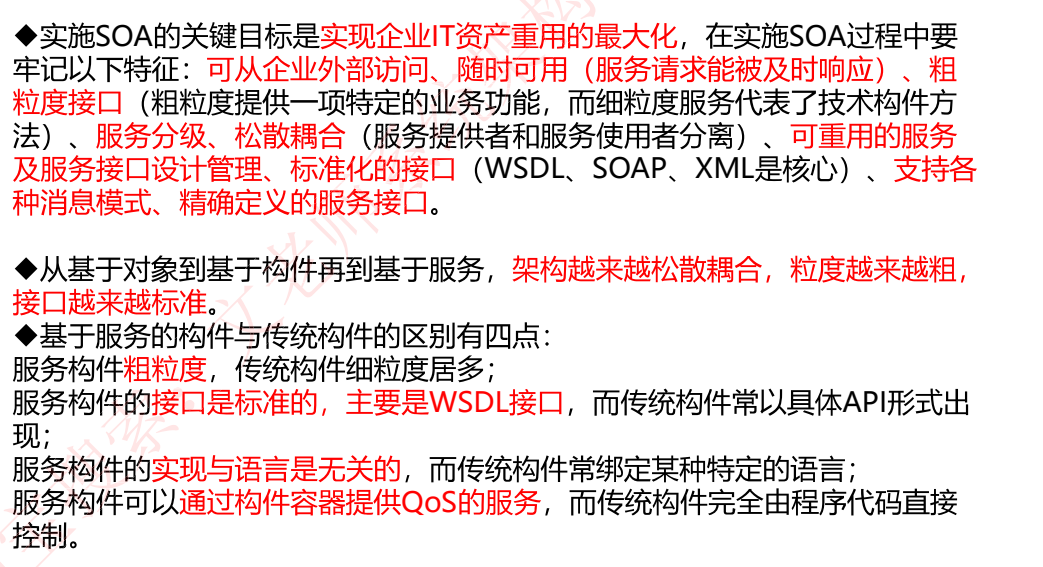 ◆实施SOA的关键目标是实现企业IT资产重用的最大化，在实施SOA过程中要
牢记以下特征：可从企业外部访问、随时可用（服务请求能被及时响应）、粗
粒度接口（粗粒度提供一项特定的业务功能，而细粒度服务代表了技术构件方
法）、服务分级、松散耦合（服务提供者和服务使用者分离）、可重用的服务
及服务接口设计管理、标准化的接口（WSDL、SOAP、XML是核心）、支持各
种消息模式、精确定义的服务接口。
◆从基于对象到基于构件再到基于服务，架构越来越松散耦合，粒度越来越粗，
接口越来越标准。
◆基于服务的构件与传统构件的区别有四点：
服务构件粗粒度，传统构件细粒度居多；
服务构件的接口是标准的，主要是WSDL接口，而传统构件常以具体API形式出
现；
服务构件的实现与语言是无关的，而传统构件常绑定某种特定的语言；
服务构件可以通过构件容器提供QoS的服务，而传统构件完全由程序代码直接
控制。